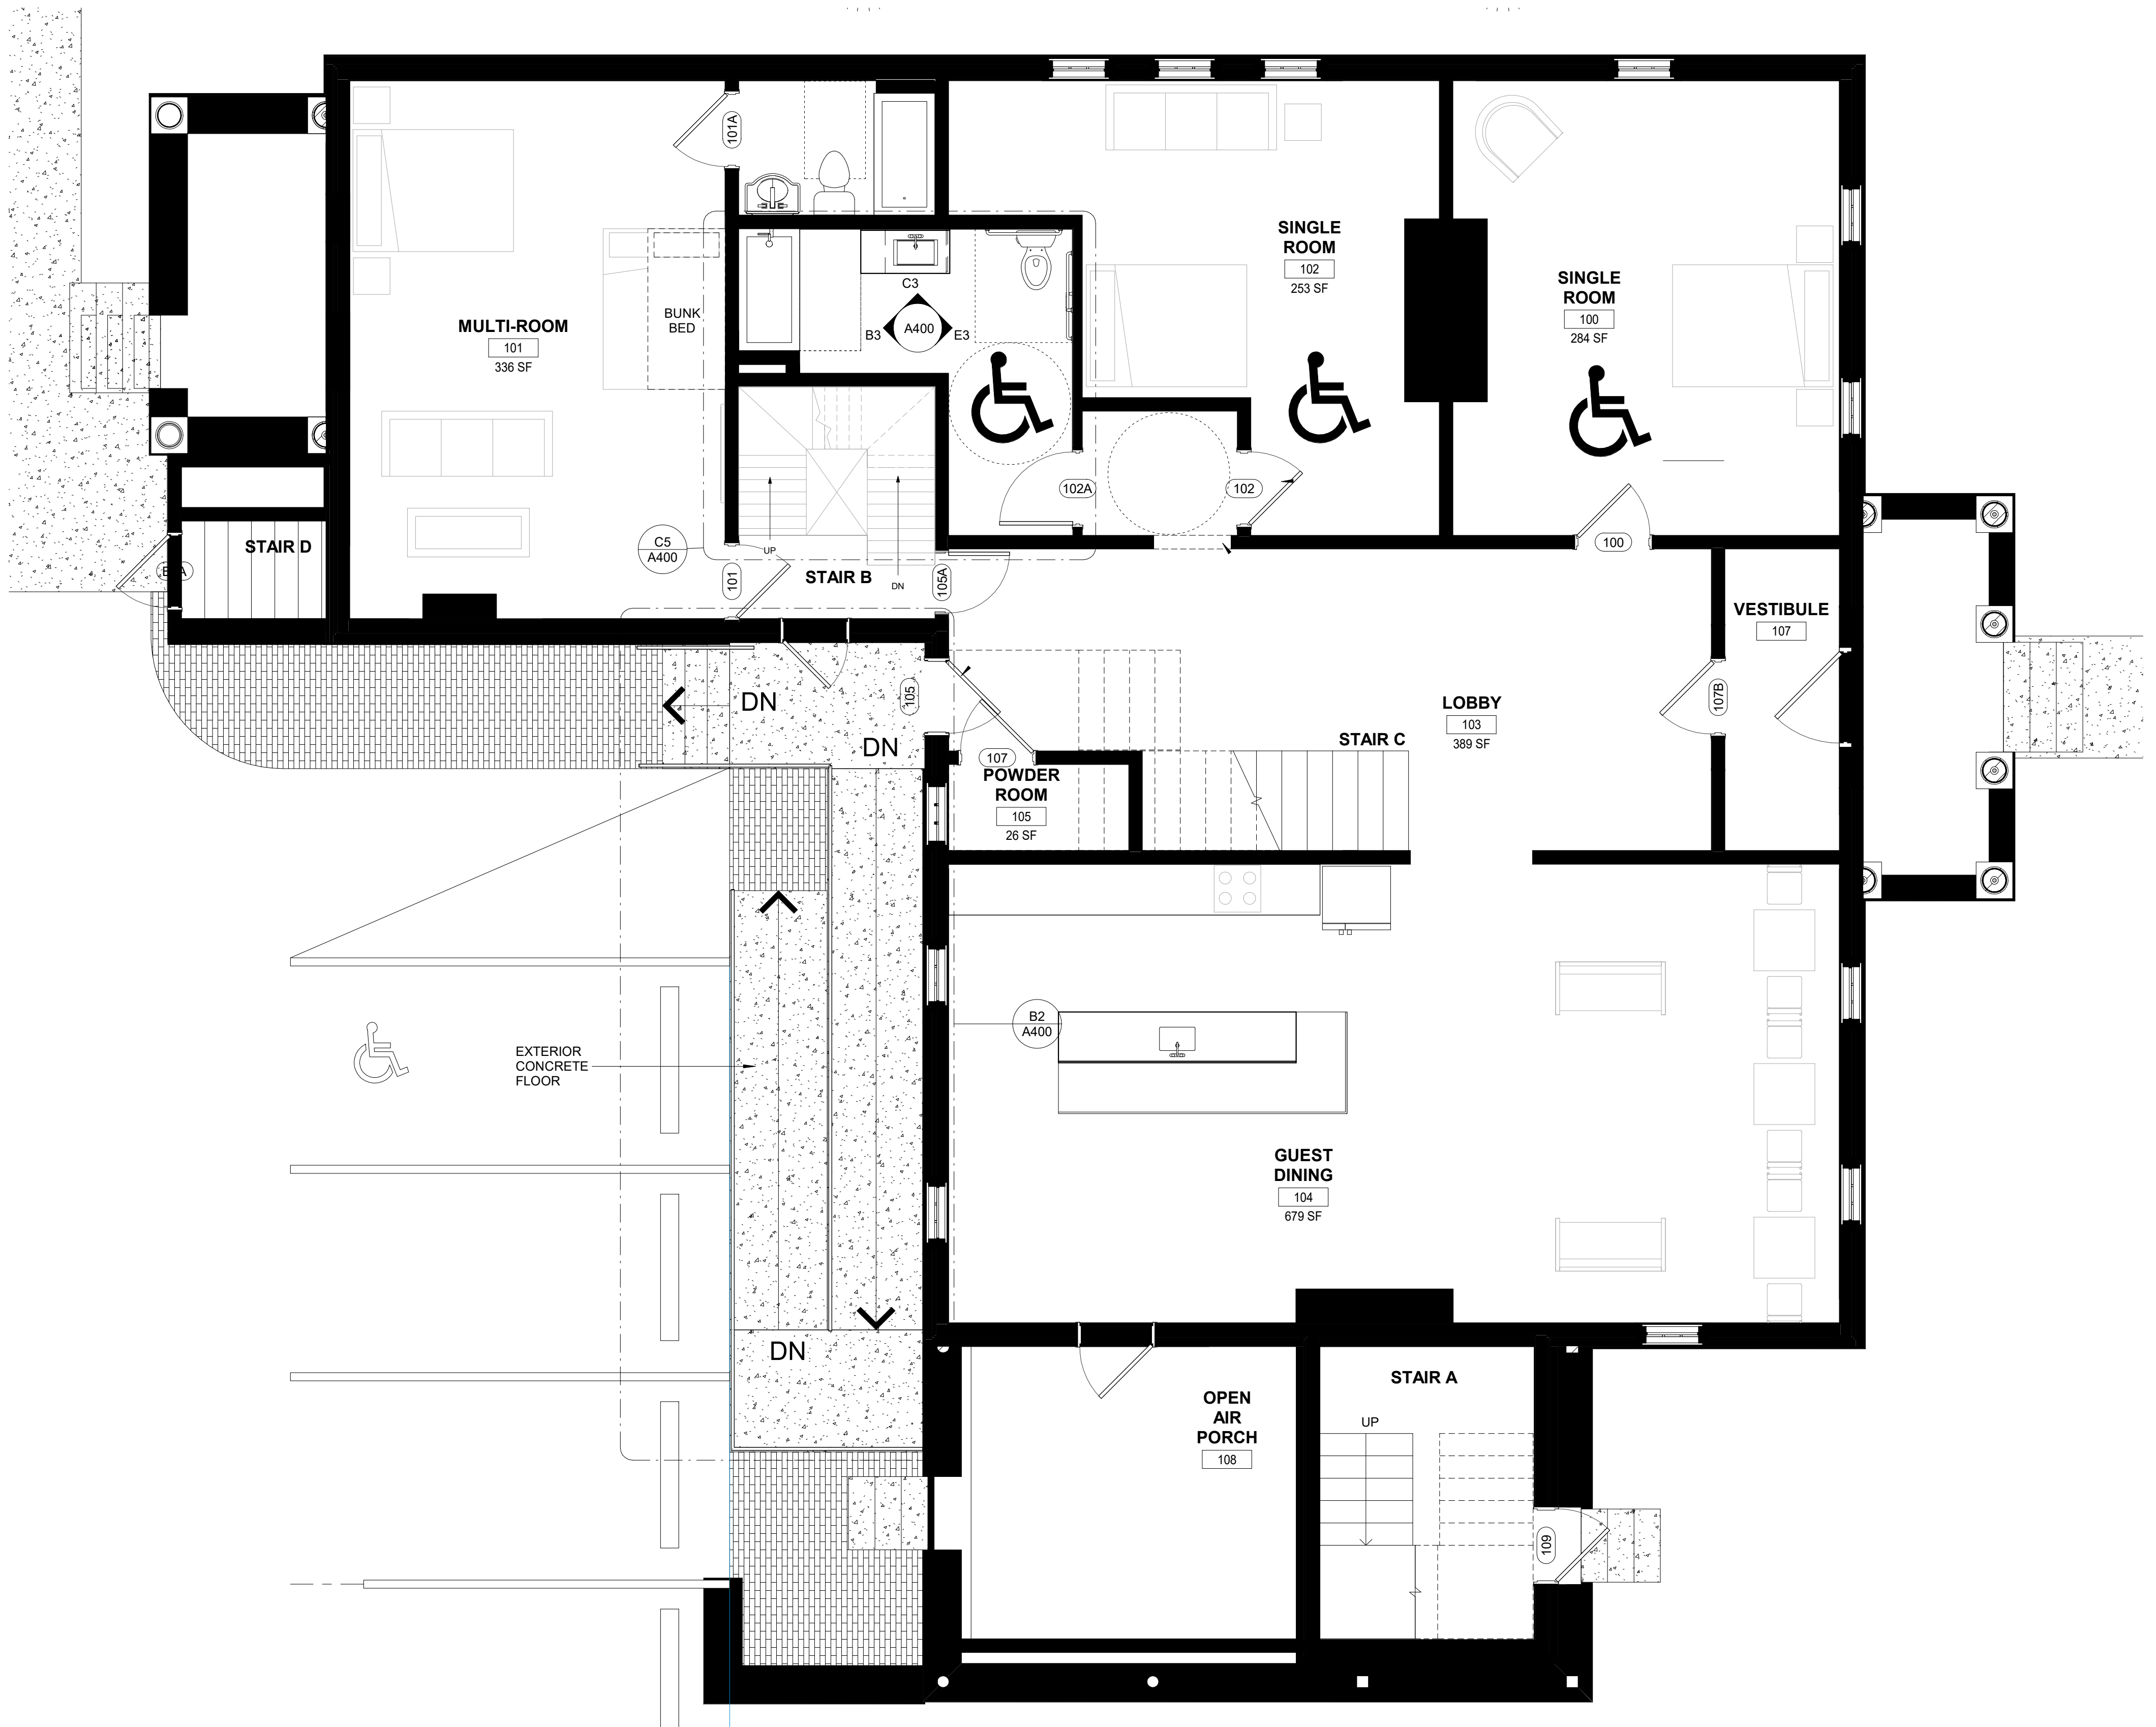 101A
SINGLE
ROOM
102
253 SF
SINGLE
ROOM
100
284 SF
MULTI-ROOM
101
336 SF
BUNK
BED
C3
B3
A400
E3
102A
102
100
STAIR D
C5
A400
UP
101
STAIR B
DN
105A
VESTIBULE
107
DN
105
DN
107
POWDER
ROOM
105
26 SF
STAIR C
LOBBY
103
389 SF
107B
B2
A400
EXTERIOR
CONCRETE
FLOOR
GUEST
DINING
104
679 SF
DN
OPEN
AIR
PORCH
108
STAIR A
UP
109